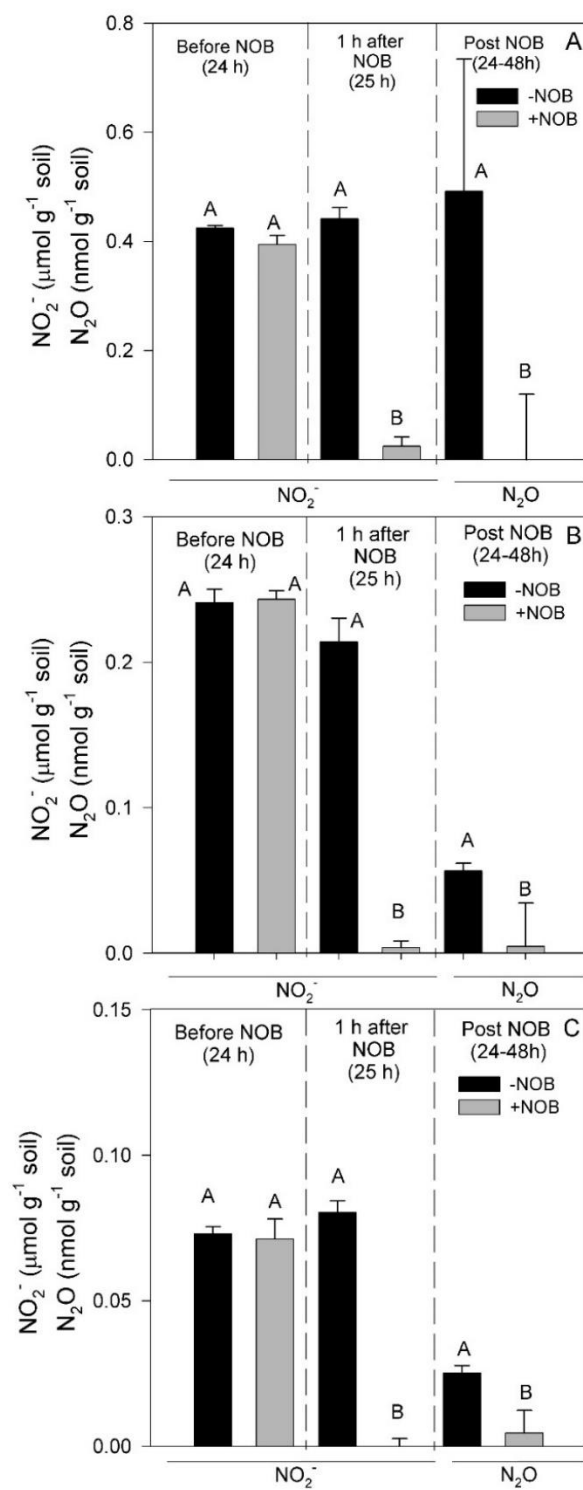 NO₂⁻ (µmol g⁻¹ soil)
N₂O (nmol g⁻¹ soil)
0.8
0.6
0.4
0.2
0.0
Before NOB
(24 h)
1 h after
NOB
(25 h)
Post NOB
(24-48h)
A
-NOB
+NOB
A
A
A
B
A
B
NO₂⁻
N₂O
NO₂⁻ (µmol g⁻¹ soil)
N₂O (nmol g⁻¹ soil)
0.3
0.2
0.1
0.0
Before NOB
(24 h)
1 h after
NOB
(25 h)
Post NOB
(24-48h)
B
-NOB
+NOB
A
A
A
B
A
B
NO₂⁻
N₂O
NO₂⁻ (µmol g⁻¹ soil)
N₂O (nmol g⁻¹ soil)
0.15
0.10
0.05
0.00
Before NOB
(24 h)
1 h after
NOB
(25 h)
Post NOB
(24-48h)
C
-NOB
+NOB
A
A
A
B
A
B
NO₂⁻
N₂O